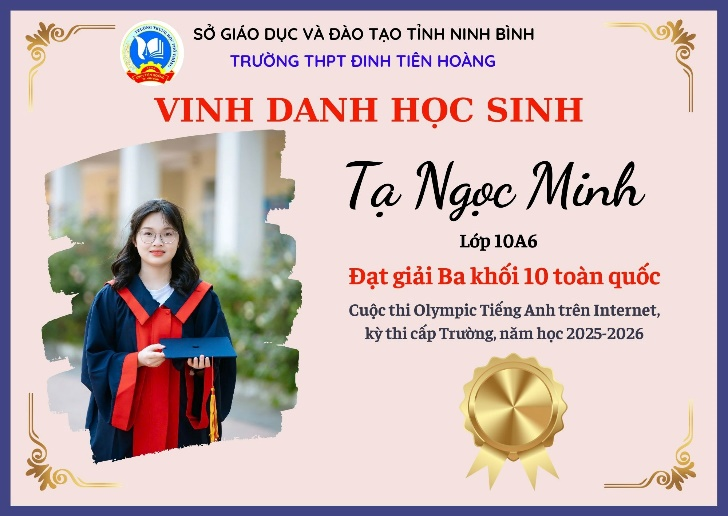 SỞ GIÁO DỤC VÀ ĐÀO TẠO TỈNH NINH BÌNH
TRƯỜNG THPT ĐINH TIÊN HOÀNG
VINH DANH HỌC SINH
Tạ Ngọc Minh
Lớp 10A6
Đạt giải Ba khối 10 toàn quốc
Cuộc thi Olympic Tiếng Anh trên Internet,
kỳ thi cấp Trường, năm học 2025-2026